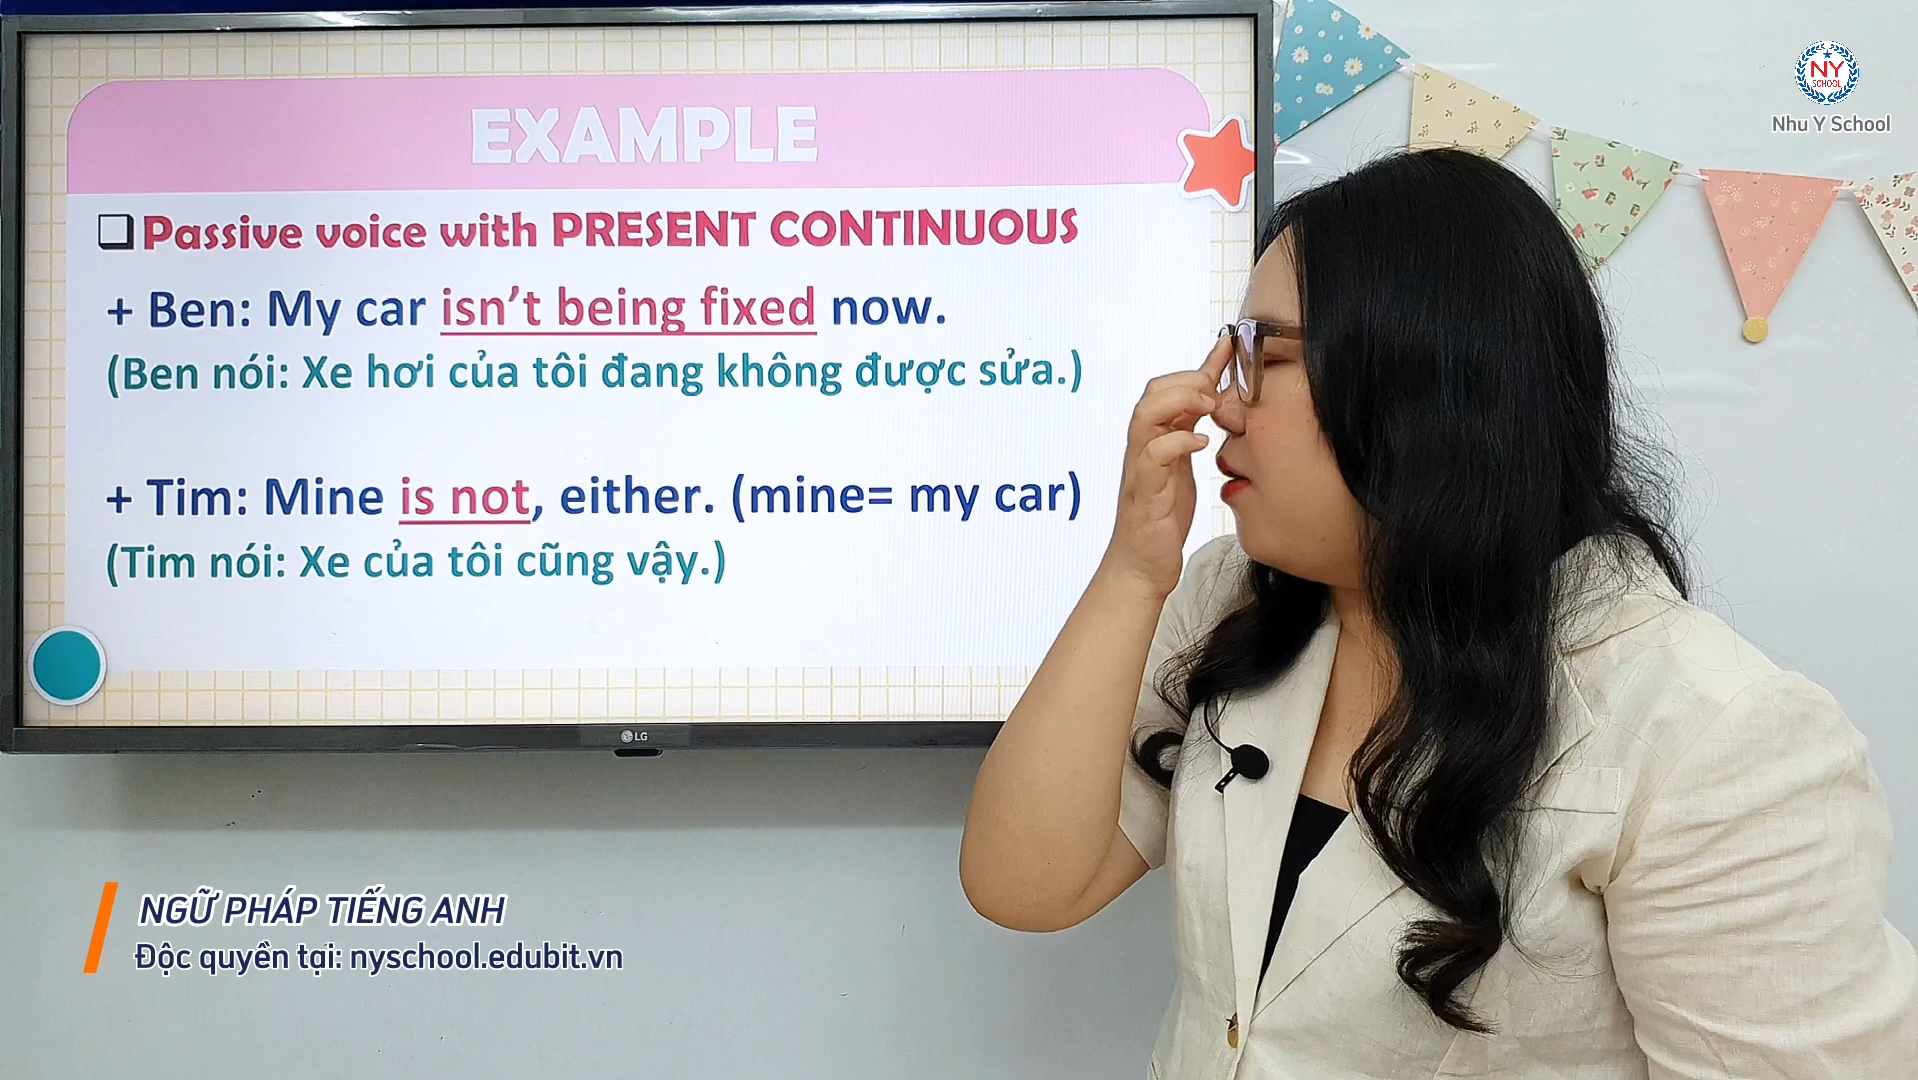 EXAMPLE
Passive voice with PRESENT CONTINUOUS
+ Ben: My car isn’t being fixed now.
(Ben nói: Xe hơi của tôi đang không được sửa.)
+ Tim: Mine is not, either. (mine= my car)
(Tim nói: Xe của tôi cũng vậy.)
LG
NY
SCHOOL
Nhu Y School
NGỮ PHÁP TIẾNG ANH
Độc quyền tại: nyschool.edubit.vn